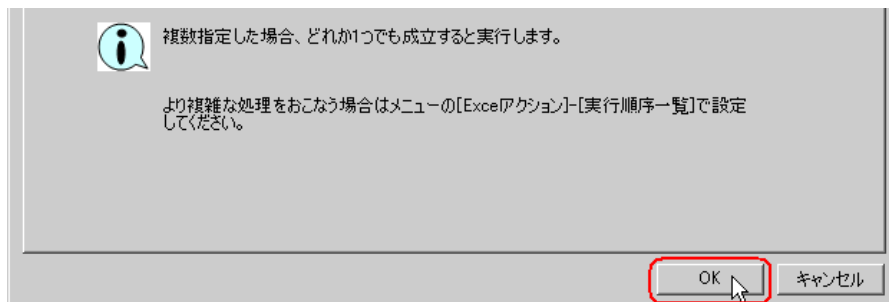 複数指定した場合、どれか1つでも成立すると実行します。
より複雑な処理をおこなう場合はメニューの[Excelアクション]-[実行順序一覧]で設定
してください。
OK
キャンセル